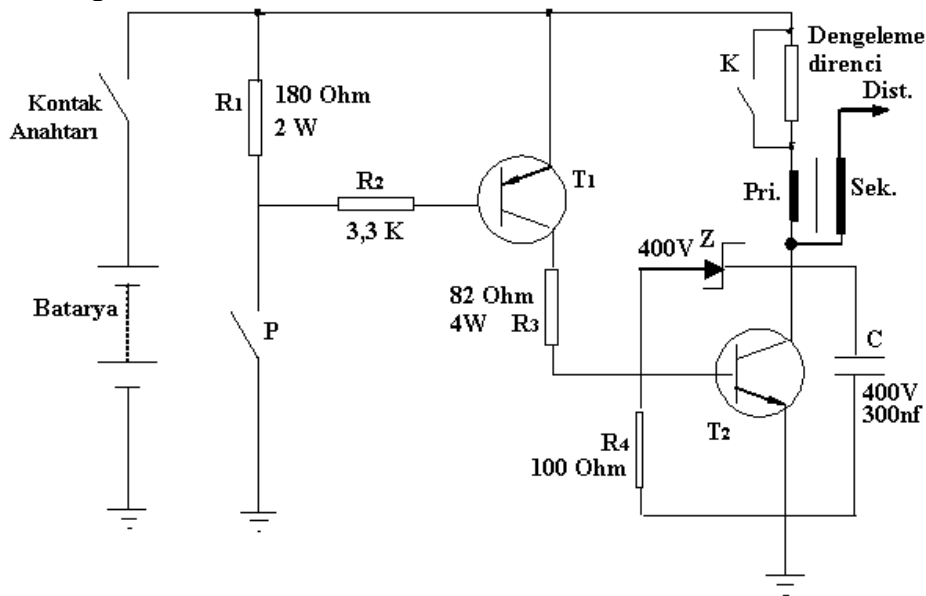 Dengeleme
direnci
K
Dist.
Kontak
Anahtarı
R1
180 Ohm
2 W
R2
3,3 K
T1
Pri.
Sek.
400V
Z
Batarya
P
82 Ohm
4W R3
C
400V
300nf
T2
R4
100 Ohm